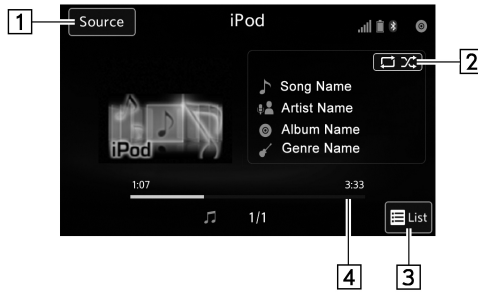 1 Source iPod
2
Song Name
Artist Name
Album Name
iPod Genre Name
1:07 3:33
1/1 List
4 3